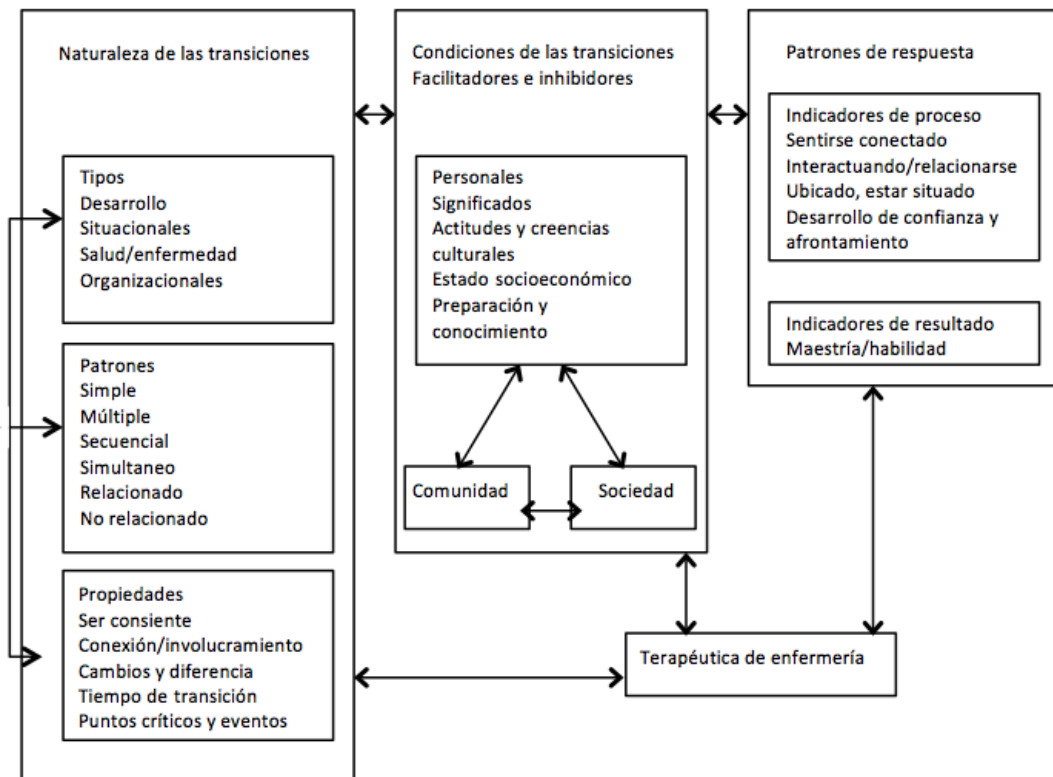 Naturaleza de las transiciones
Tipos
Desarrollo
Situacionales
Salud/enfermedad
Organizacionales
Patrones
Simple
Múltiple
Secuencial
Simultaneo
Relacionado
No relacionado
Propiedades
Ser consiente
Conexión/involucramiento
Cambios y diferencia
Tiempo de transición
Puntos críticos y eventos
Condiciones de las transiciones
Facilitadores e inhibidores
Personales
Significados
Actitudes y creencias
culturales
Estado socioeconómico
Preparación y
conocimiento
Comunidad
Sociedad
Patrones de respuesta
Indicadores de proceso
Sentirse conectado
Interactuando/relacionarse
Ubicado, estar situado
Desarrollo de confianza y
afrontamiento
Indicadores de resultado
Maestría/habilidad
Terapéutica de enfermería